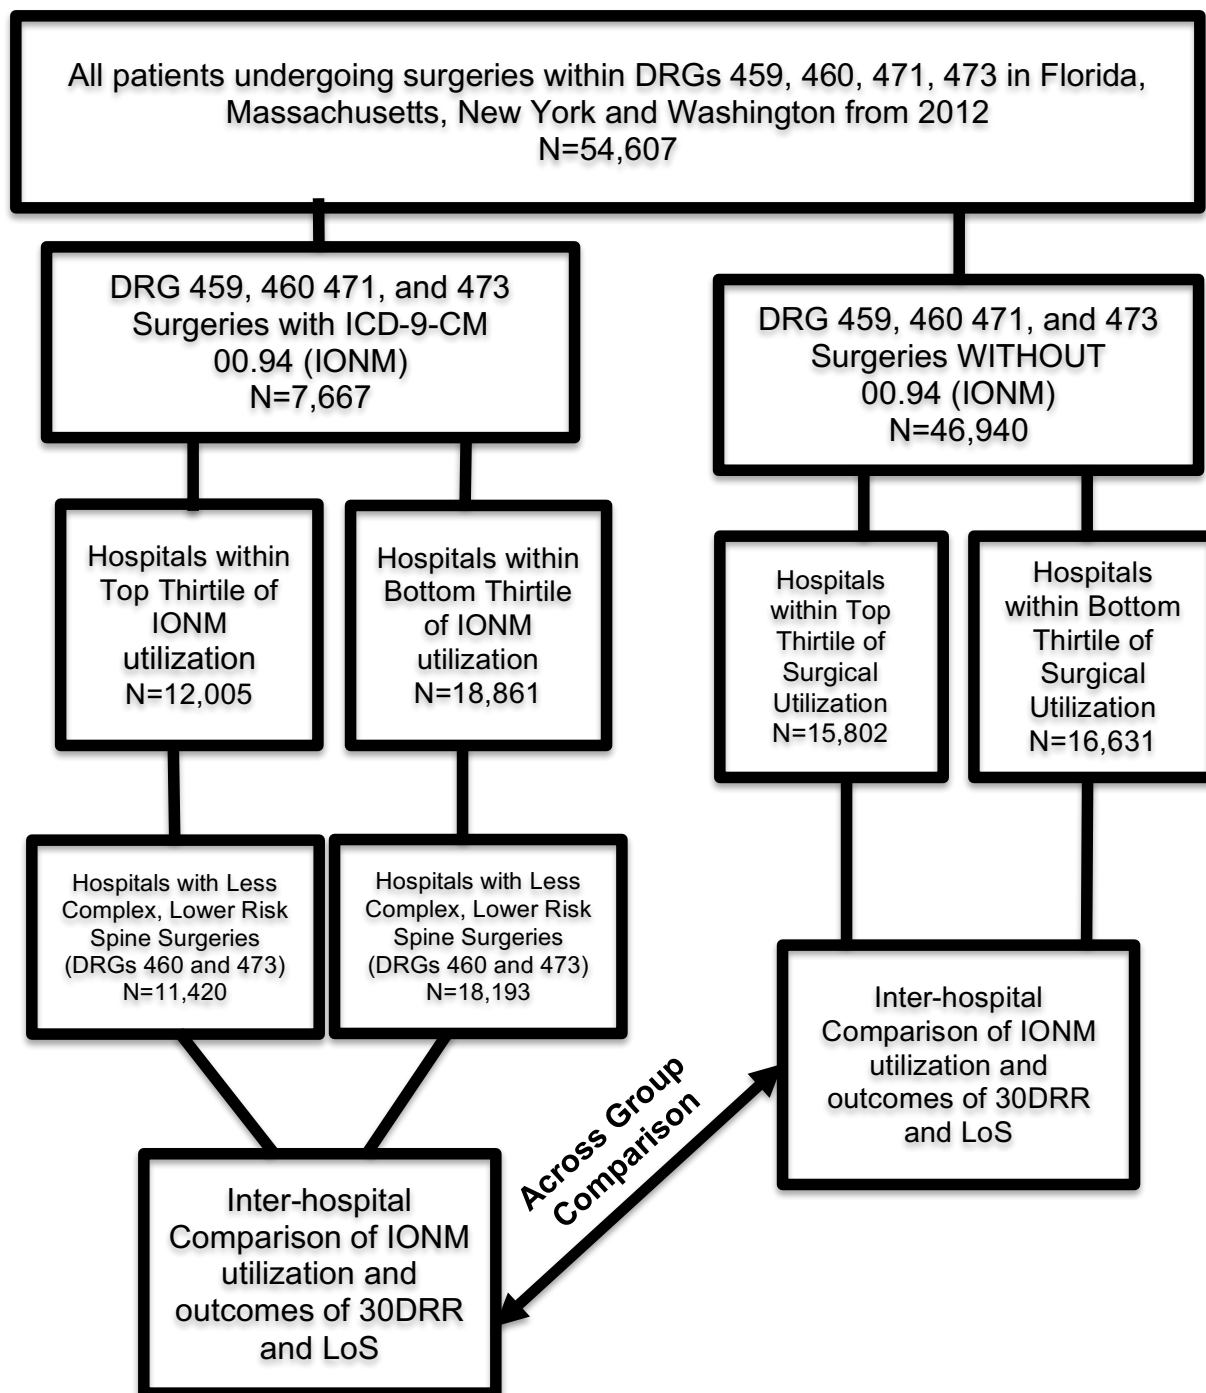 All patients undergoing surgeries within DRGs 459, 460, 471, 473 in Florida,
Massachusetts, New York and Washington from 2012
N=54,607
DRG 459, 460 471, and 473
Surgeries with ICD-9-CM
00.94 (IONM)
N=7,667
DRG 459, 460 471, and 473
Surgeries WITHOUT
00.94 (IONM)
N=46,940
Hospitals within
Top Thirtile of
IONM
utilization
N=12,005
Hospitals within
Bottom Thirtile
of IONM
utilization
N=18,861
Hospitals
within Top
Thirtile of
Surgical
Utilization
N=15,802
Hospitals
within Bottom
Thirtile of
Surgical
Utilization
N=16,631
Hospitals with Less
Complex, Lower Risk
Spine Surgeries
(DRGs 460 and 473)
N=11,420
Hospitals with Less
Complex, Lower Risk
Spine Surgeries
(DRGs 460 and 473)
N=18,193
Inter-hospital
Comparison of IONM
utilization and
outcomes of 30DRR
and LoS
Across Group
Comparison
Inter-hospital
Comparison of IONM
utilization and
outcomes of 30DRR
and LoS